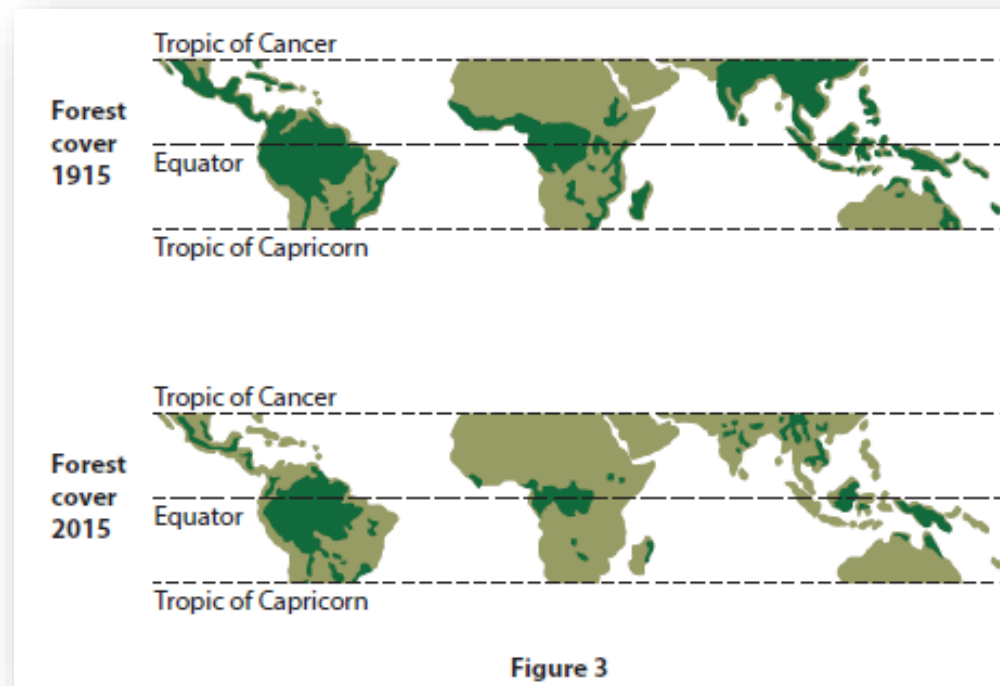 Tropic of Cancer
Forest
cover
1915
Equator
Tropic of Capricorn
Tropic of Cancer
Forest
cover
2015
Equator
Tropic of Capricorn
Figure 3